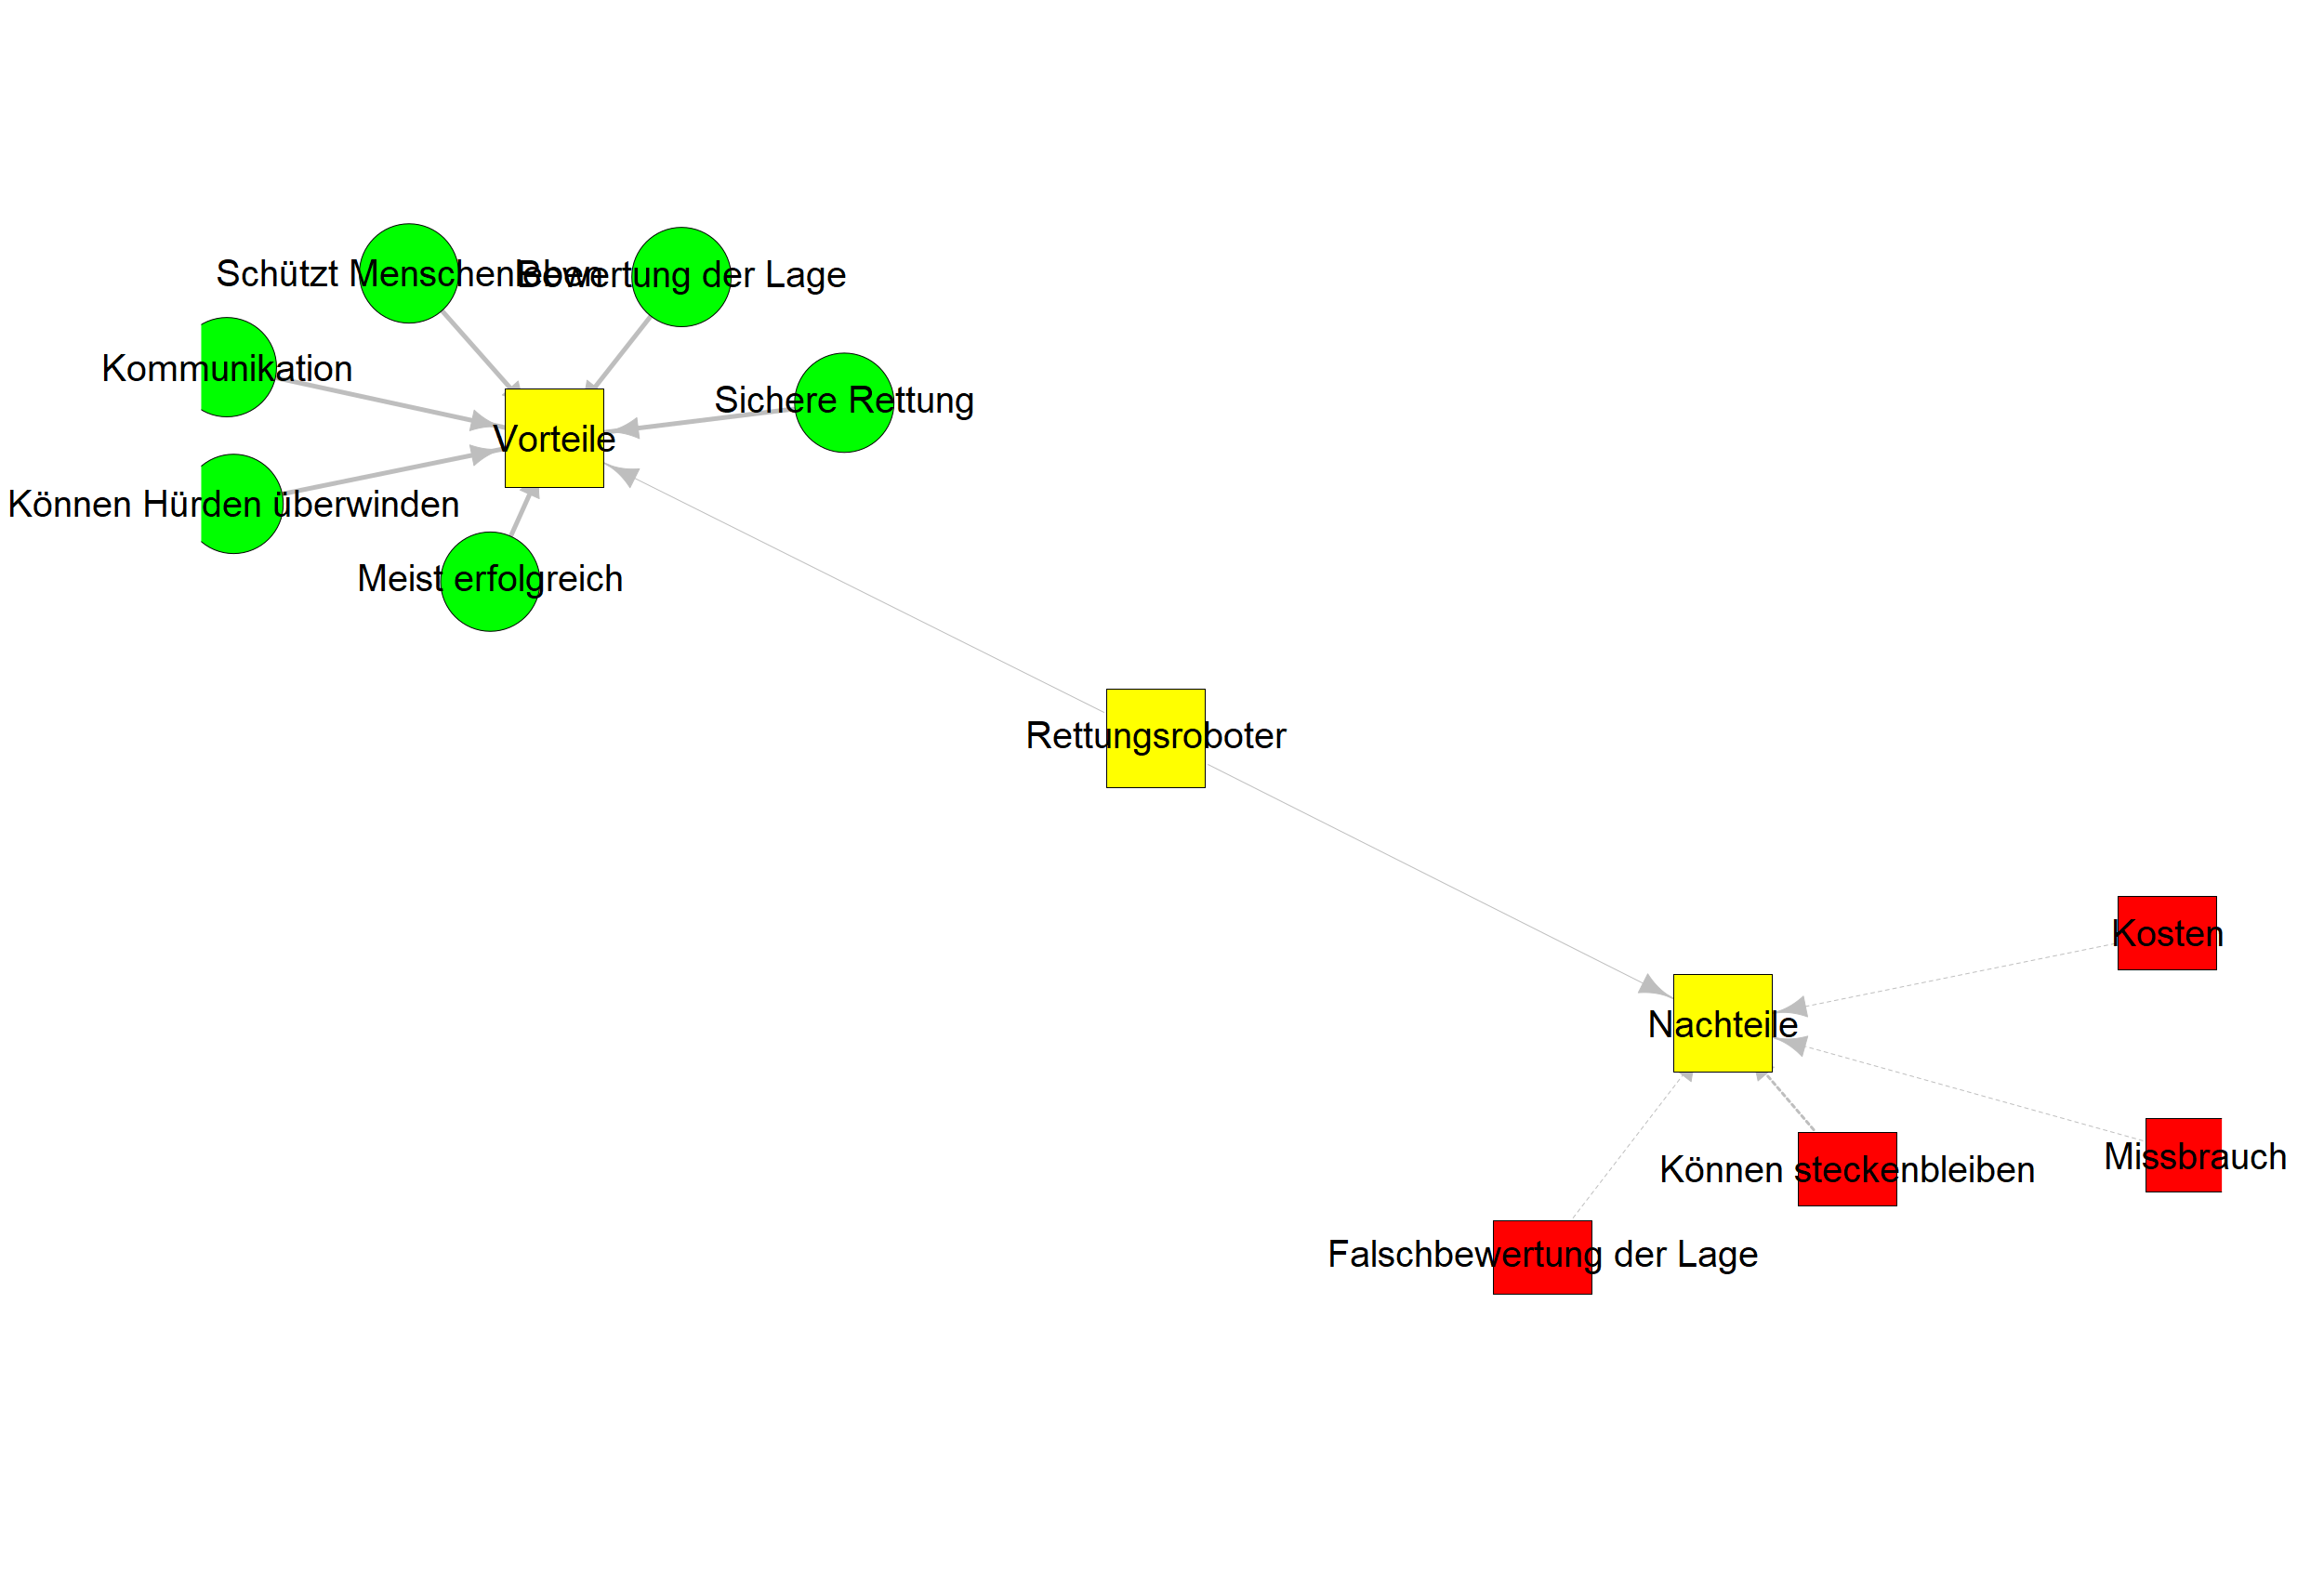 Schützt Menschenleben
Bewertung der Lage
Kommunikation
Sichere Rettung
Vorteile
Können Hürden überwinden
Meist erfolgreich
Rettungsroboter
Kosten
Nachteile
Missbrauch
Können steckenbleiben
Falschbewertung der Lage